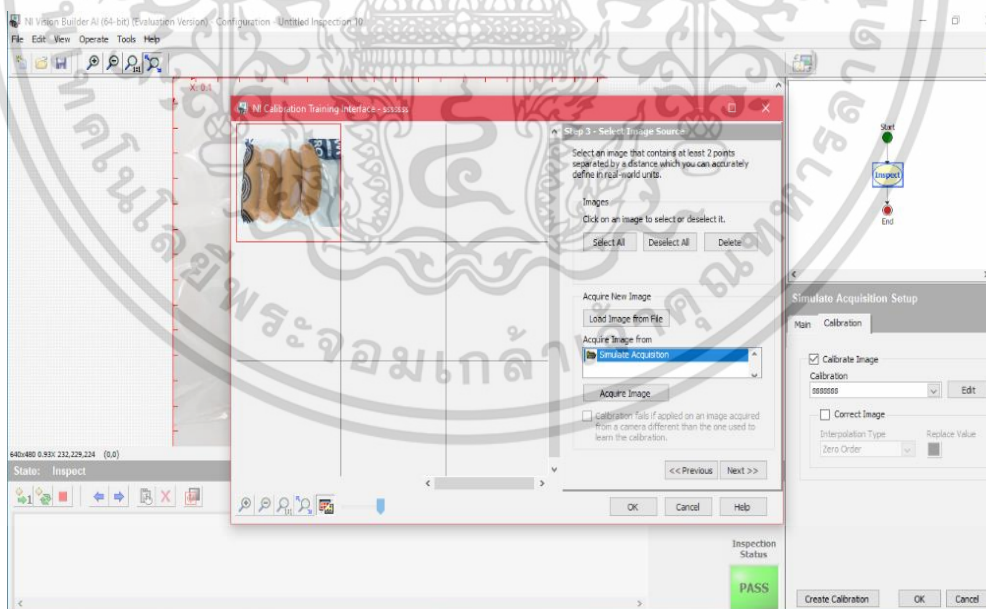 NI Vision Builder AI (64-bit) (Evaluation Version) - Configuration - Untitled Inspection 10
File Edit View Operate Tools Help
X: 0.1
NI Calibration Training Interface - sssssss
Step 3 - Select Image Source
Select an image that contains at least 2 points
separated by a distance which you can accurately
define in real-world units.
Images
Click on an image to select or deselect it.
Select All Deselect All Delete
Acquire New Image
Load Image from File
Acquire Image from
Simulate Acquisition
Acquire Image
Calibration fails if applied on an image acquired
from a camera different than the one used to
learn the calibration.
<< Previous Next >>
OK Cancel Help
Start
Inspect
End
Simulate Acquisition Setup
Main Calibration
Calibrate Image
Calibration
sssssss Edit
Correct Image
Interpolation Type Replace Value
Zero Order
Create Calibration OK Cancel
640x480 0.93X 232,229,224 (0,0)
State: Inspect
Inspection
Status
PASS